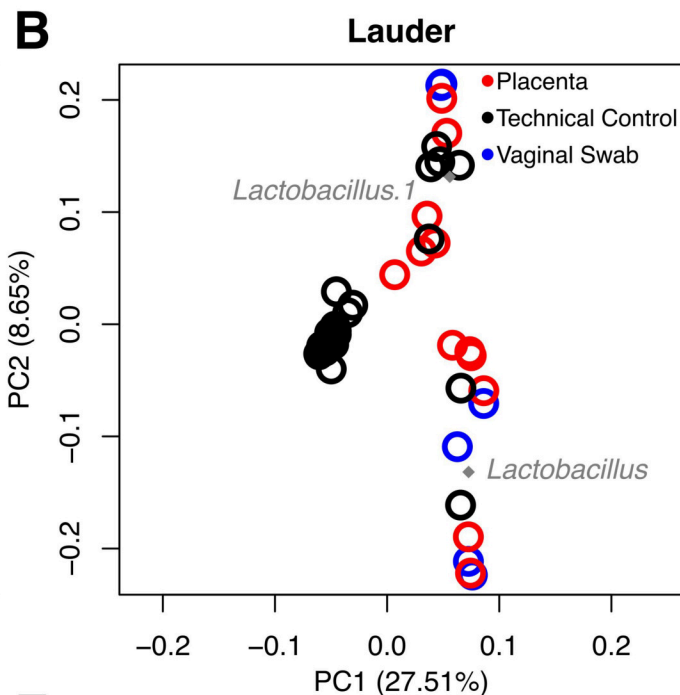 B
Lauder
Placenta
Technical Control
Vaginal Swab
Lactobacillus.1
Lactobacillus
PC2 (8.65%)
0.2
0.1
0.0
−0.1
−0.2
−0.2 −0.1 0.0 0.1 0.2
PC1 (27.51%)